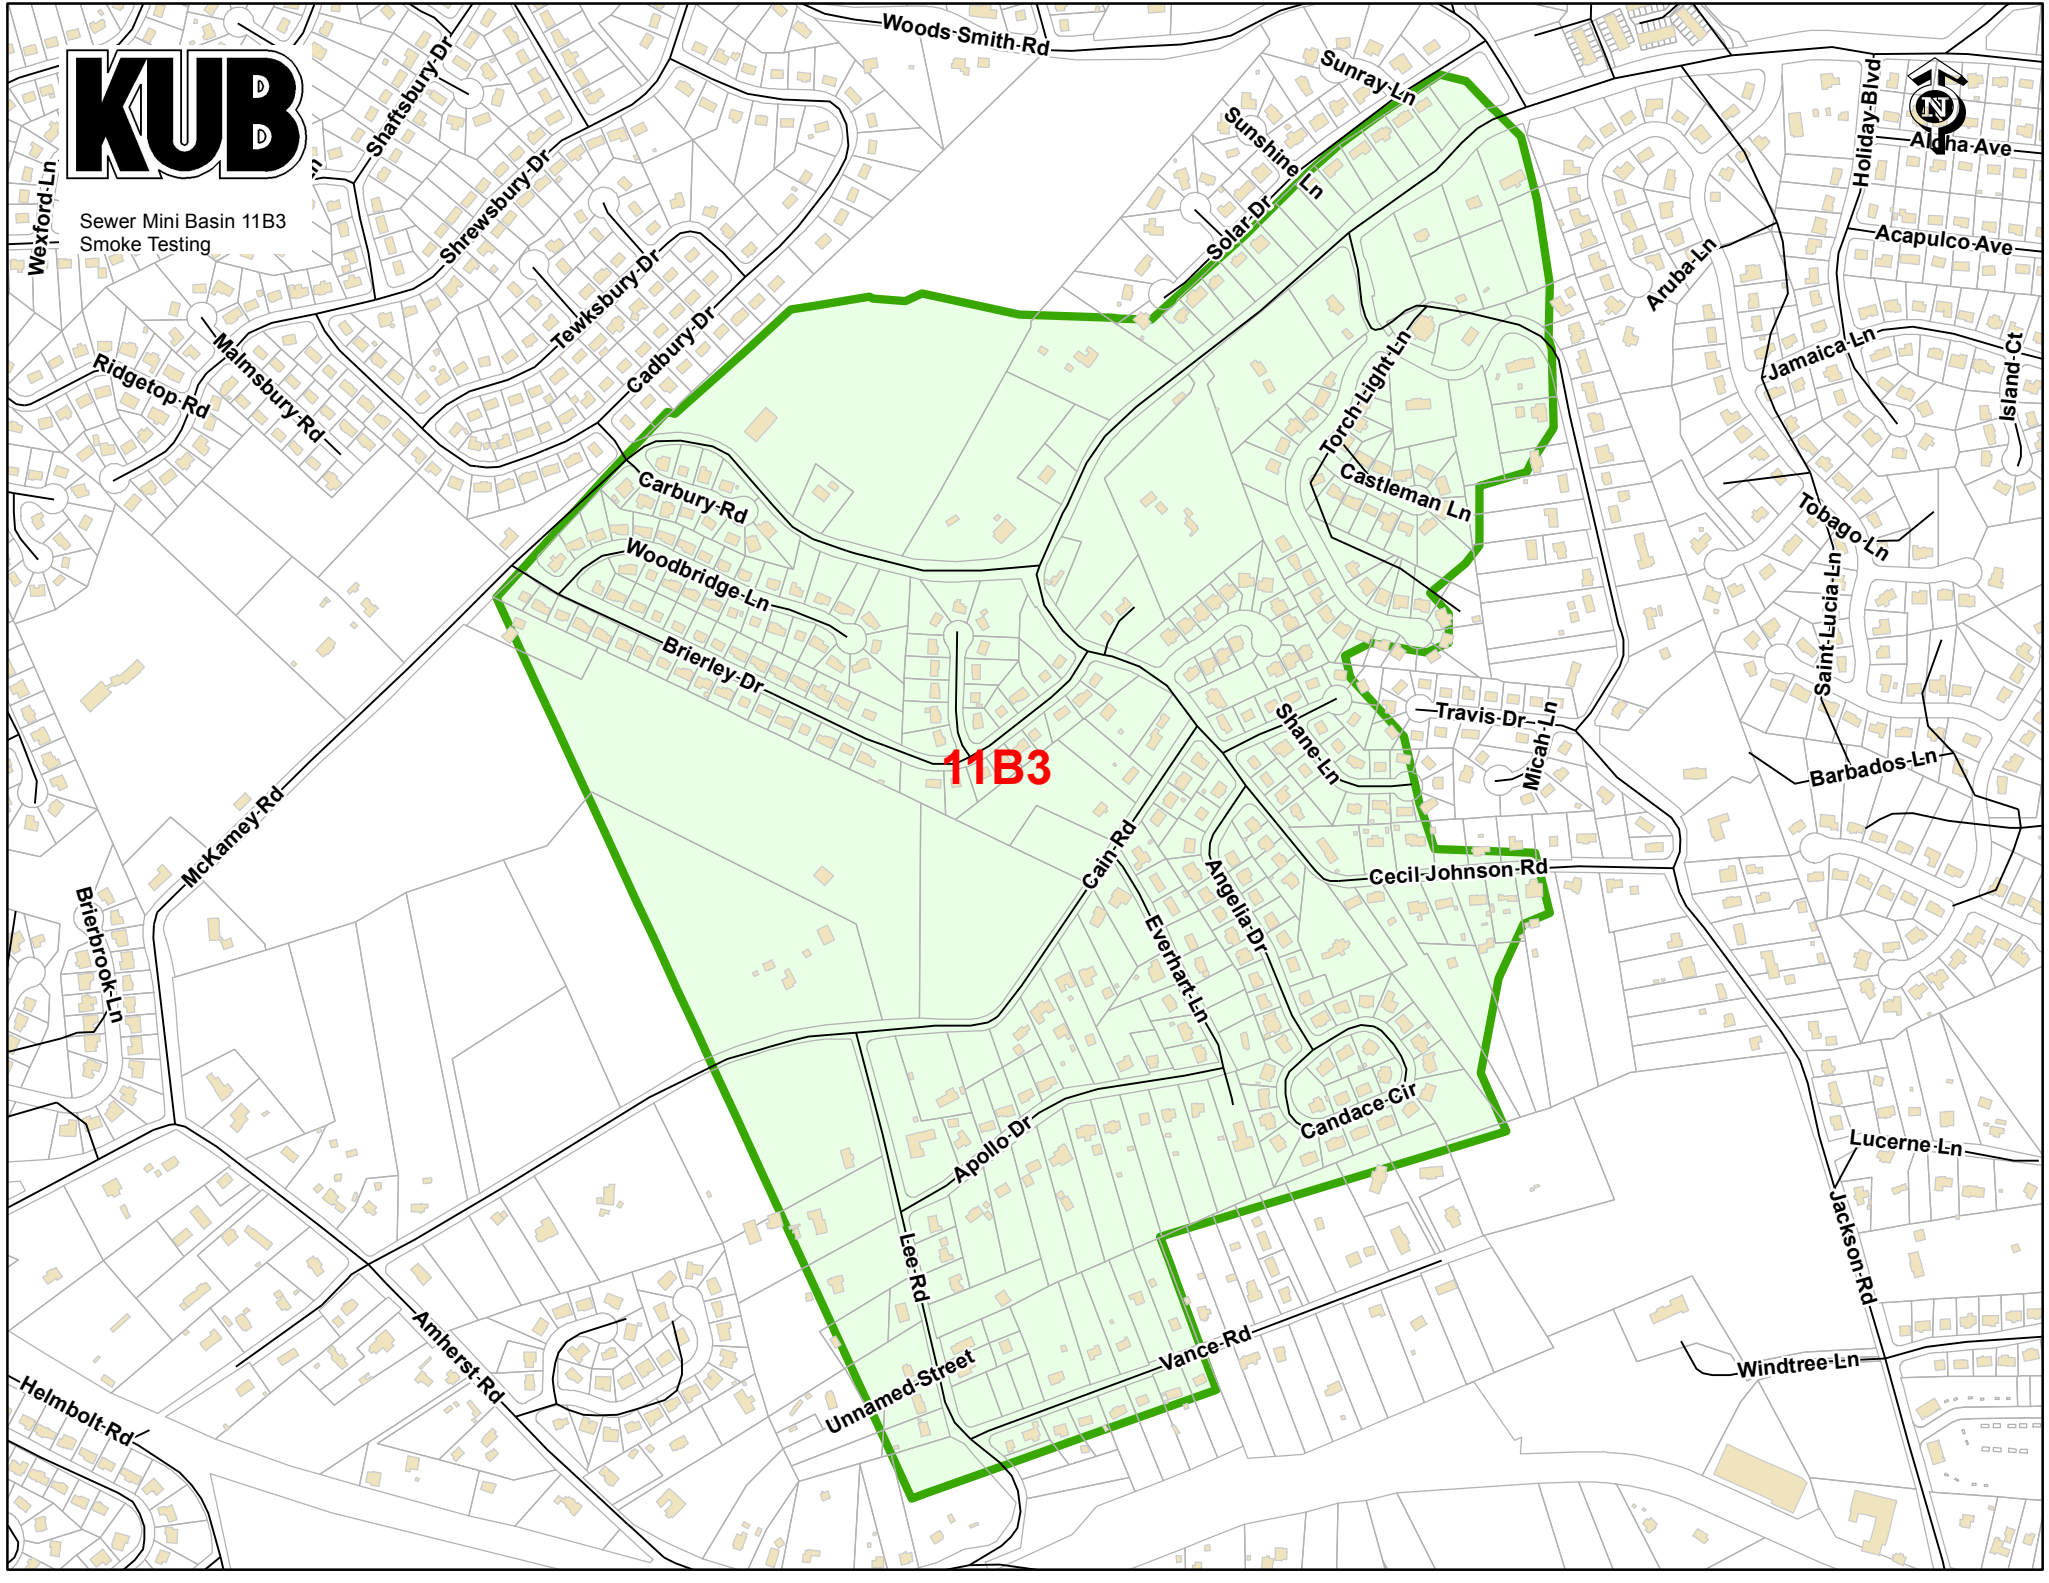 Woods-Smith-Rd
Sunray-Ln
KUB
Shaftsbury-Dr
Holiday-Blvd
N
Sunshine-Ln
Aloha-Ave
Shrewsbury-Dr
Wexford-Ln
Sewer Mini Basin 11B3
Smoke Testing
Solar-Dr
Acapulco-Ave
Aruba-Ln
Tewksbury-Dr
Cadbury-Dr
Malmsbury-Rd
Ridgetop-Rd
Torch-Light-Ln
Jamaica-Ln
Island-Ct
Castleman Ln
Carbury-Rd
Tobago-Ln
Woodbridge-Ln
Saint-Lucia-Ln
Brierley-Dr
Shane-Ln
Travis-Dr
Micah-Ln
11B3
Barbados-Ln
McKamey-Rd
Cain-Rd
Cecil-Johnson-Rd
Angelia-Dr
Brierbrook-Ln
Everhart-Ln
Candace-Cir
Apollo-Dr
Lucerne-Ln
Jackson-Rd
Lee-Rd
Vance-Rd
Amherst-Rd
Unnamed-Street
Windtree-Ln
Helmbolt-Rd